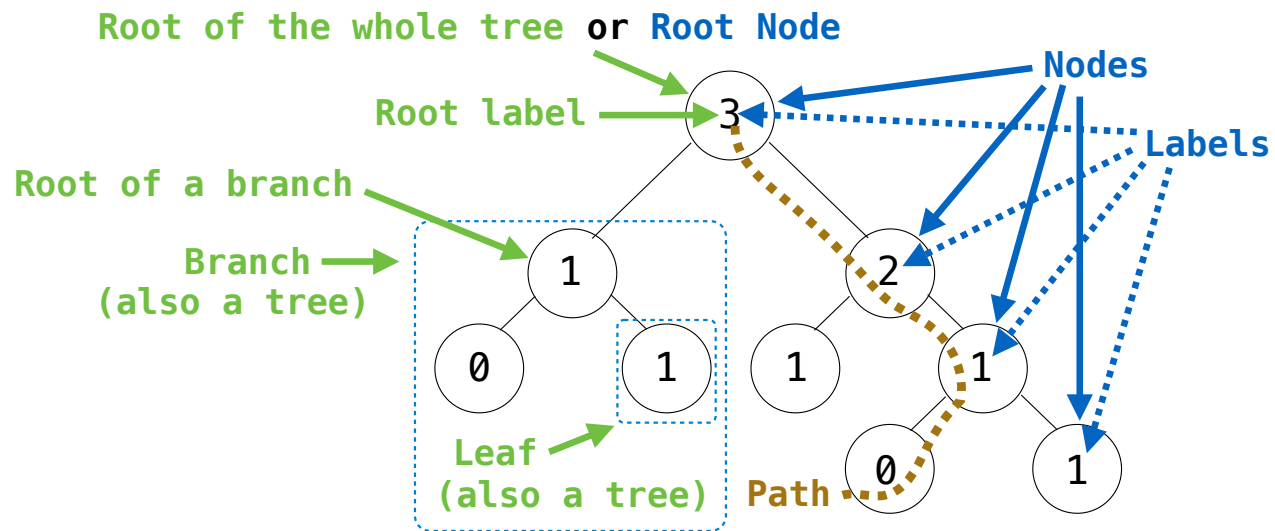 Root of the whole tree or Root Node
Nodes
Root label
3
Labels
Root of a branch
Branch
(also a tree)
1
2
0
1
1
1
Leaf
(also a tree)
Path
0
1